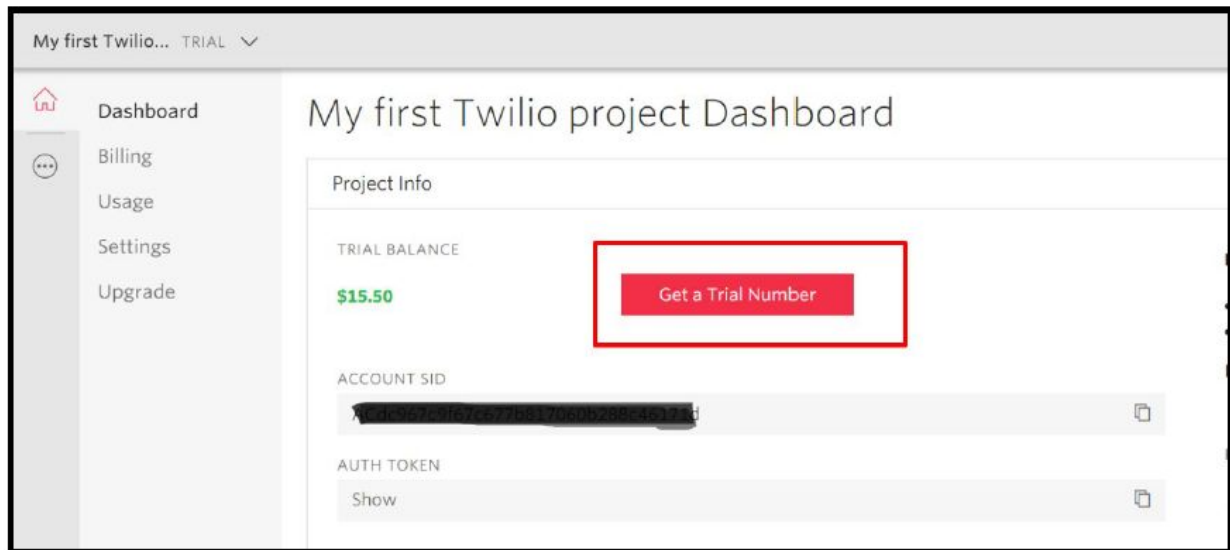 My first Twilio... TRIAL
Dashboard
Billing
Usage
Settings
Upgrade
My first Twilio project Dashboard
Project Info
TRIAL BALANCE
$15.50
Get a Trial Number
ACCOUNT SID
AUTH TOKEN
Show